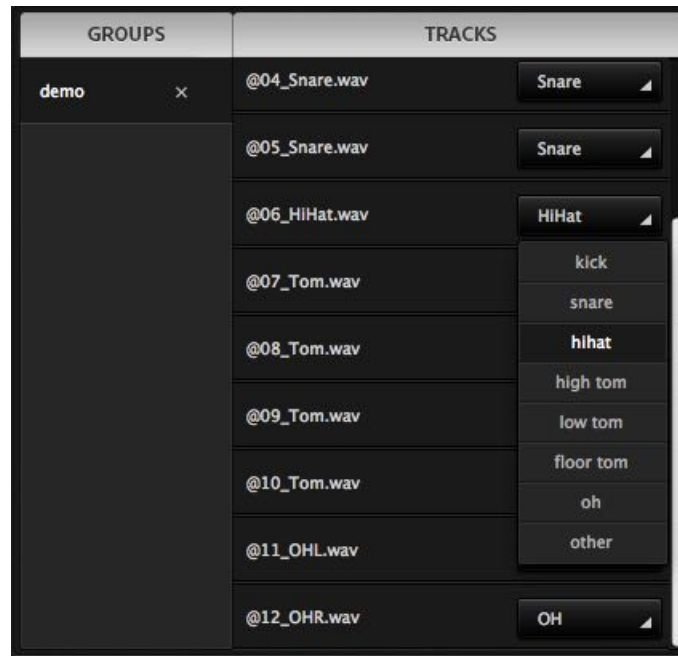 GROUPS
TRACKS
demo ×
@04_Snare.wav Snare
@05_Snare.wav Snare
@06_HiHat.wav HiHat
kick
@07_Tom.wav
snare
hihat
@08_Tom.wav
high tom
@09_Tom.wav
low tom
floor tom
@10_Tom.wav
oh
@11_OHL.wav
other
@12_OHR.wav OH